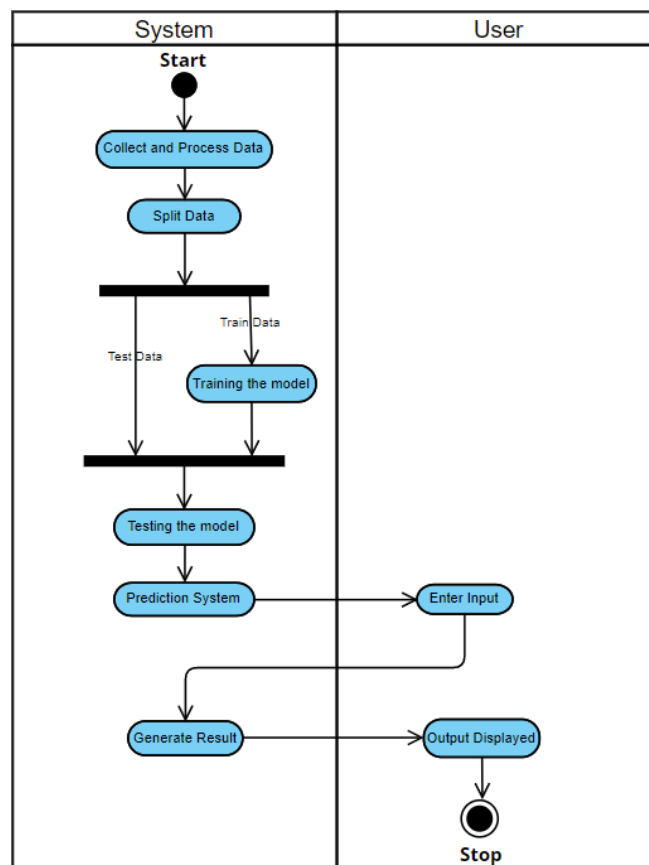 System
User
Start
Collect and Process Data
Split Data
Train Data
Test Data
Training the model
Testing the model
Prediction System
Enter Input
Generate Result
Output Displayed
Stop